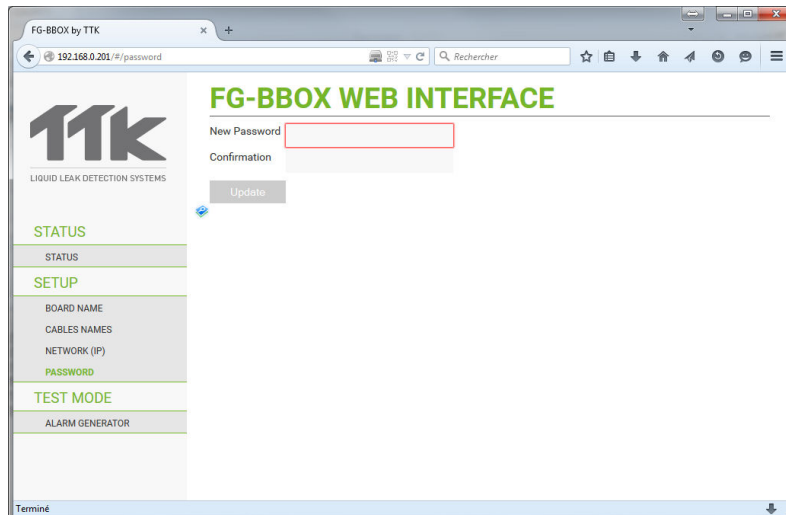 FG-BBOX by TTK
192.168.0.201/#/password
Rechercher
TTK
LIQUID LEAK DETECTION SYSTEMS
FG-BBOX WEB INTERFACE
New Password
Confirmation
Update
STATUS
STATUS
SETUP
BOARD NAME
CABLES NAMES
NETWORK (IP)
PASSWORD
TEST MODE
ALARM GENERATOR
Terminé